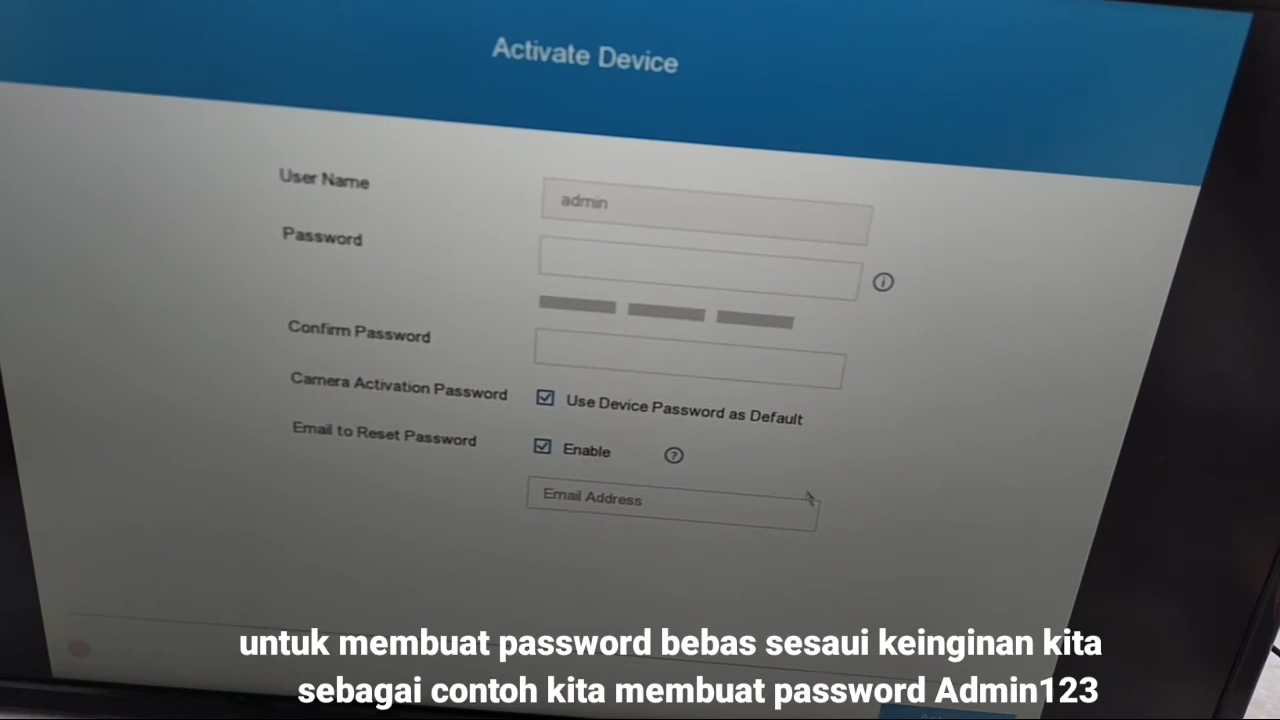 Activate Device
User Name
admin
Password
Confirm Password
Camera Activation Password
Use Device Password as Default
Email to Reset Password
Enable
Email Address
untuk membuat password bebas sesaui keinginan kita
sebagai contoh kita membuat password Admin123